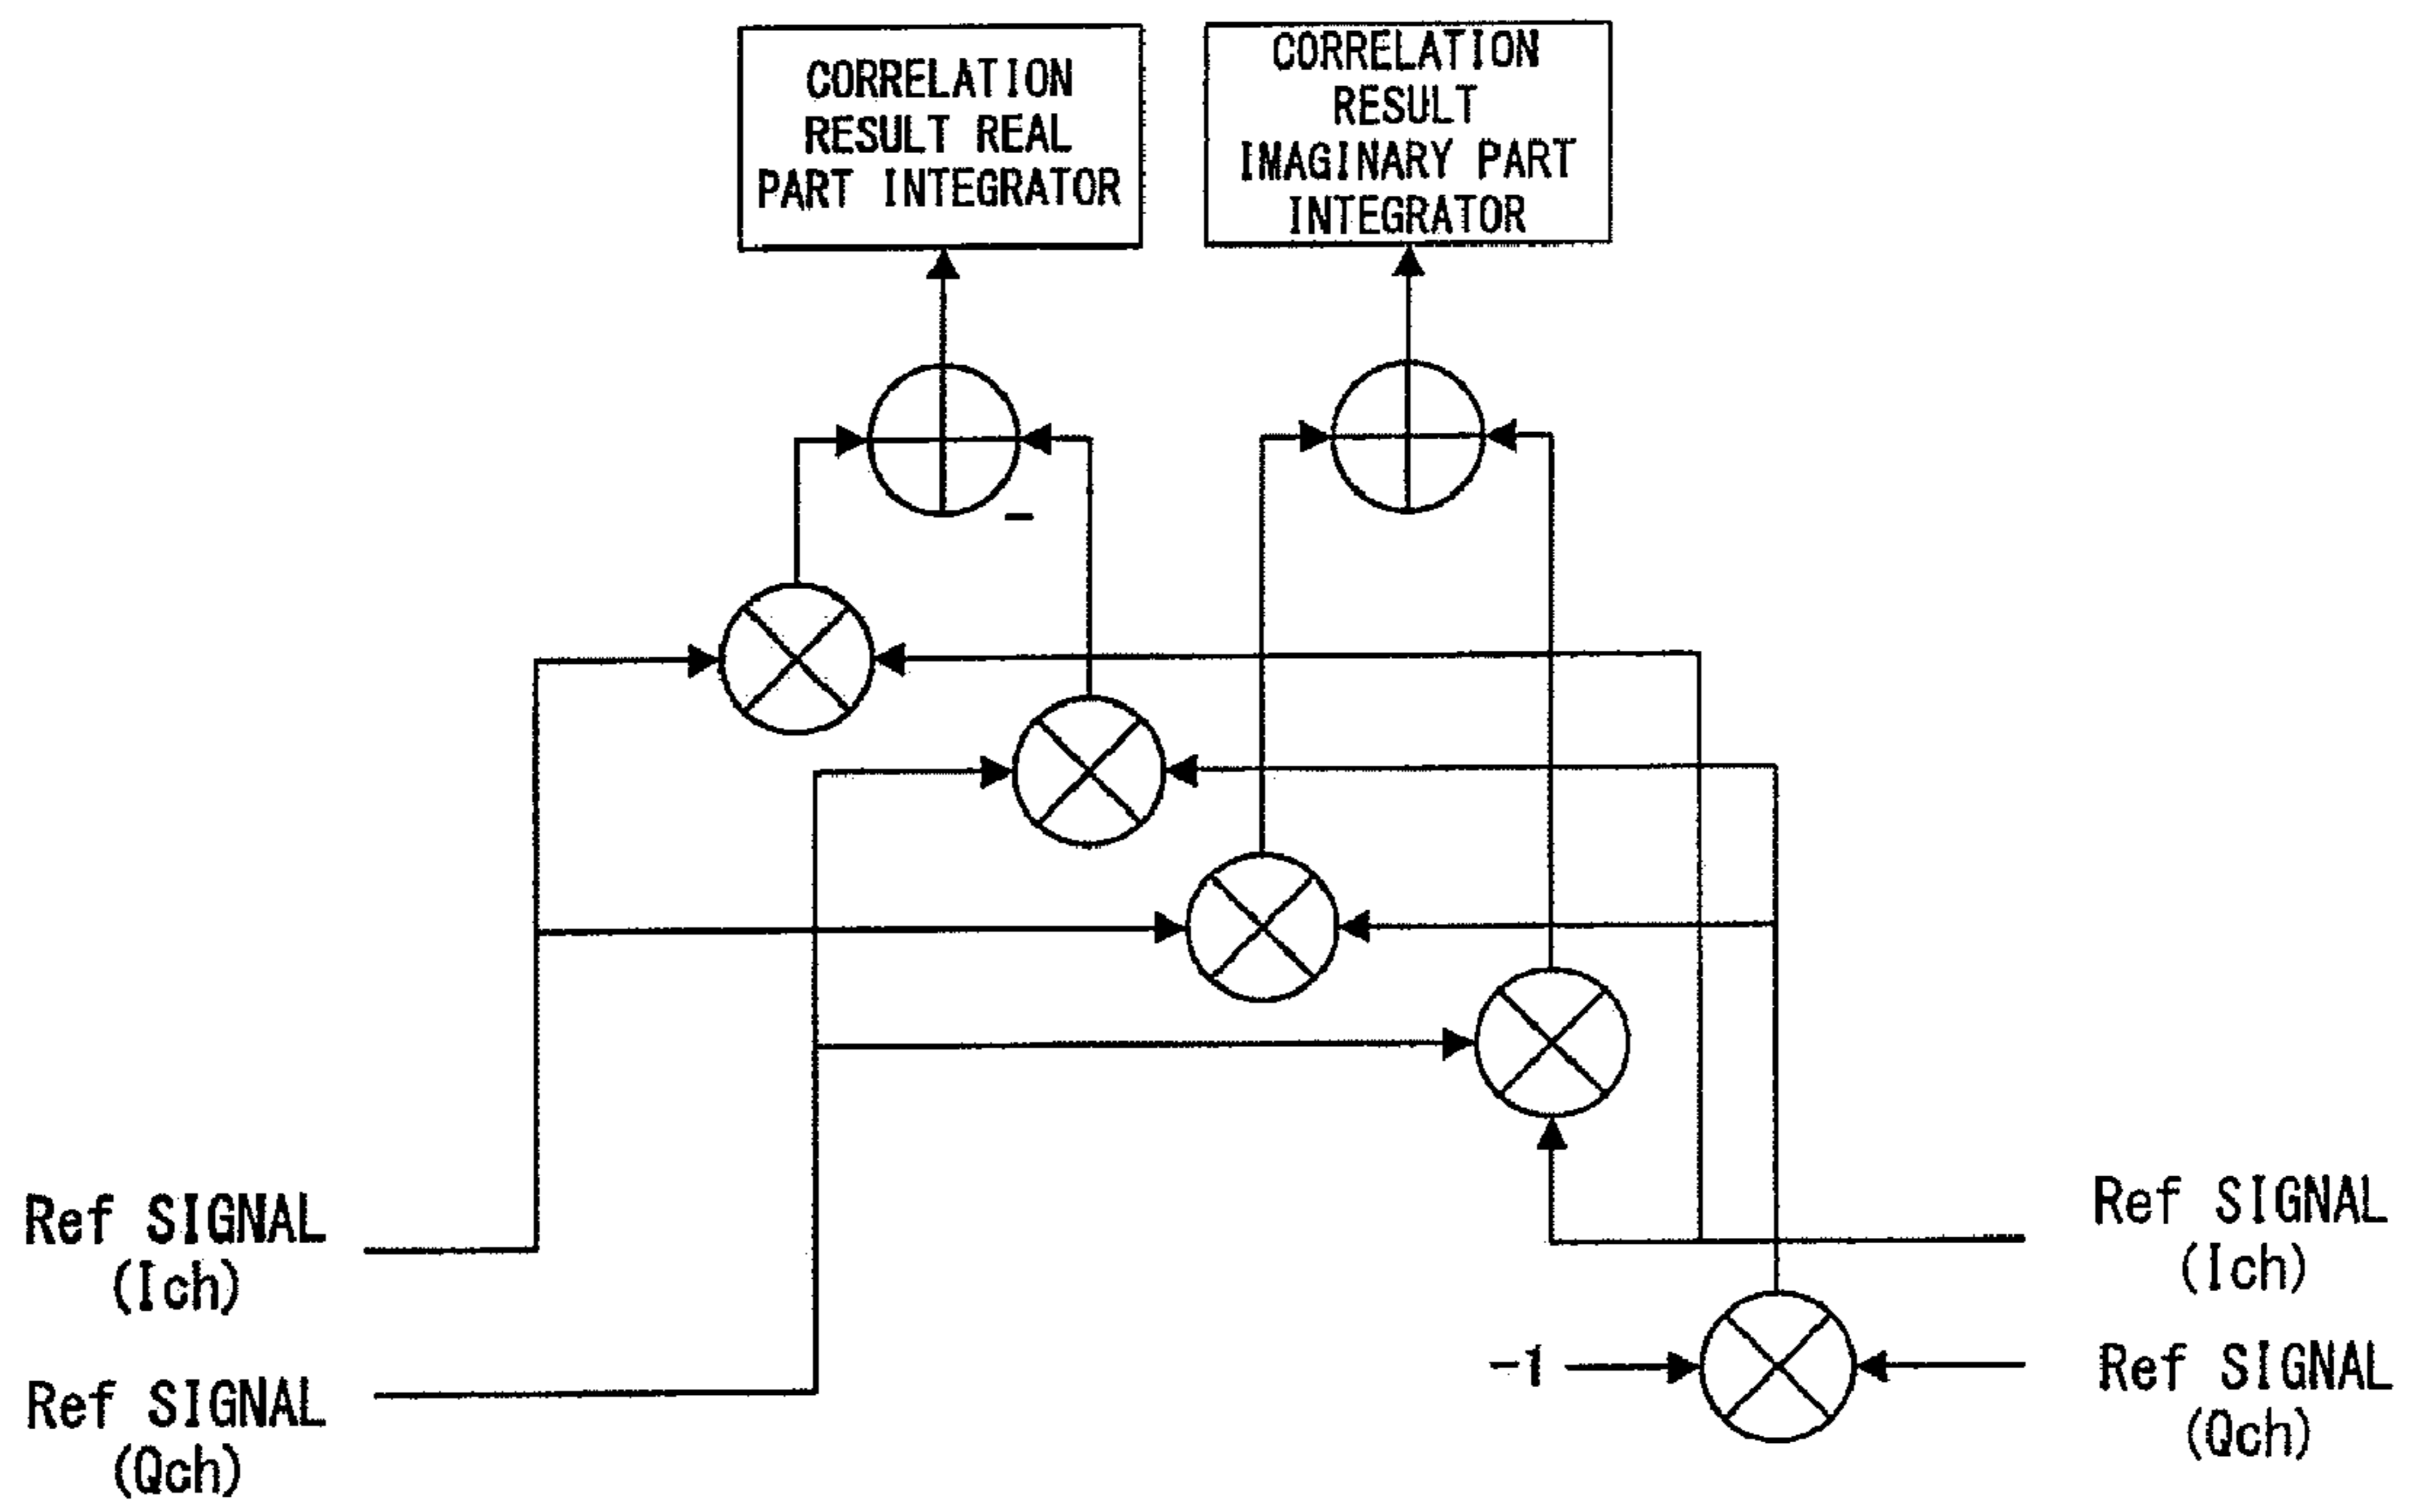 CORRELATION
RESULT REAL
PART INTEGRATOR
CORRELATION
RESULT
IMAGINARY PART
INTEGRATOR
-
Ref SIGNAL
(Ich)
Ref SIGNAL
(Qch)
Ref SIGNAL
(Ich)
-1
Ref SIGNAL
(Qch)